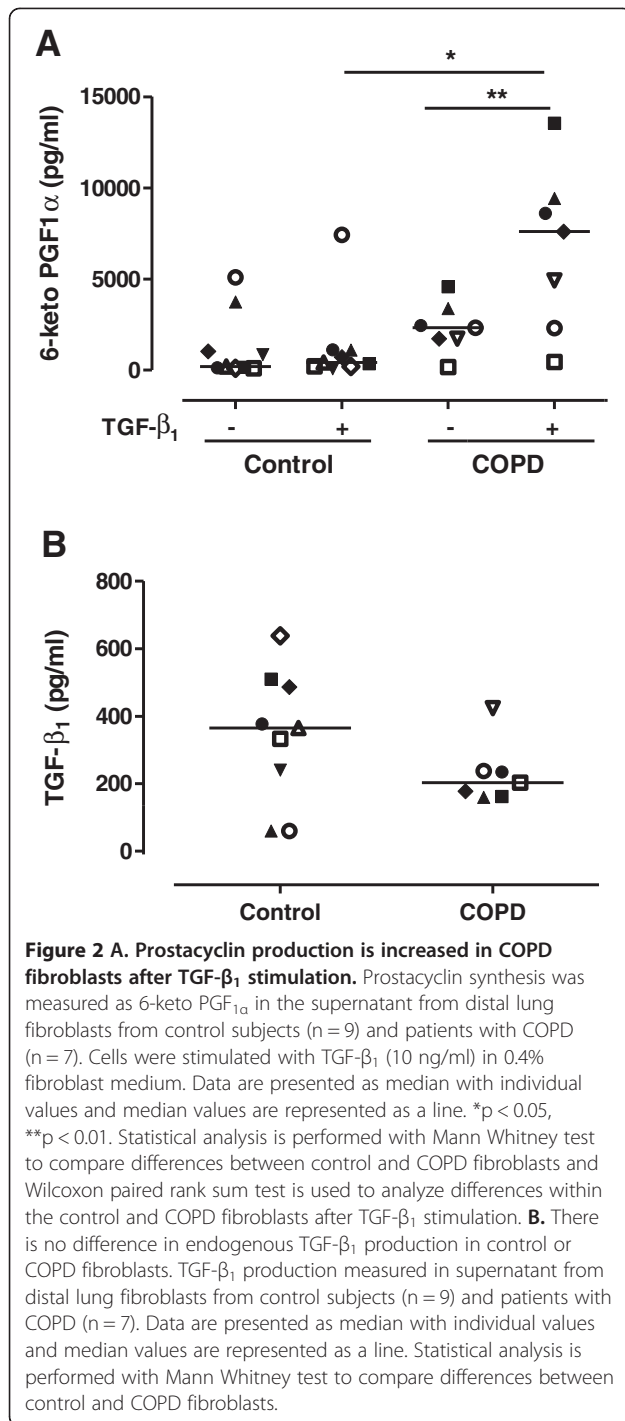 A
*
**
15000
10000
5000
0
6-keto PGF1α (pg/ml)
TGF-β₁ - + - +
Control COPD
B
800
600
400
200
0
TGF-β₁ (pg/ml)
Control COPD
Figure 2 A. Prostacyclin production is increased in COPD
fibroblasts after TGF-β₁ stimulation. Prostacyclin synthesis was
measured as 6-keto PGF₁α in the supernatant from distal lung
fibroblasts from control subjects (n = 9) and patients with COPD
(n = 7). Cells were stimulated with TGF-β₁ (10 ng/ml) in 0.4%
fibroblast medium. Data are presented as median with individual
values and median values are represented as a line. *p < 0.05,
**p < 0.01. Statistical analysis is performed with Mann Whitney test
to compare differences between control and COPD fibroblasts and
Wilcoxon paired rank sum test is used to analyze differences within
the control and COPD fibroblasts after TGF-β₁ stimulation. B. There
is no difference in endogenous TGF-β₁ production in control or
COPD fibroblasts. TGF-β₁ production measured in supernatant from
distal lung fibroblasts from control subjects (n = 9) and patients with
COPD (n = 7). Data are presented as median with individual values
and median values are represented as a line. Statistical analysis is
performed with Mann Whitney test to compare differences between
control and COPD fibroblasts.